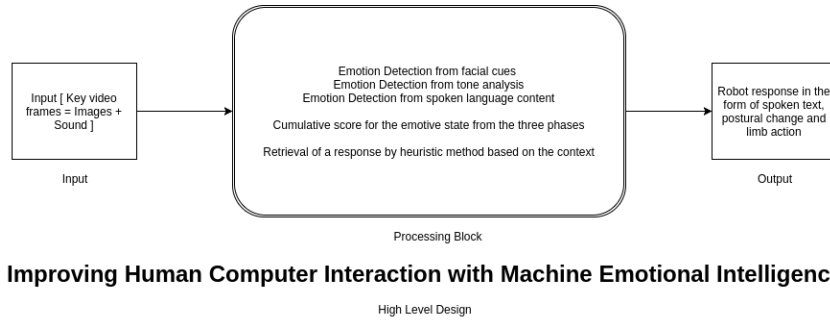 Input [ Key video
frames = Images +
Sound ]
Input
Emotion Detection from facial cues
Emotion Detection from tone analysis
Emotion Detection from spoken language content
Cumulative score for the emotive state from the three phases
Retrieval of a response by heuristic method based on the context
Processing Block
Robot response in the
form of spoken text,
postural change and
limb action
Output
Improving Human Computer Interaction with Machine Emotional Intelligenc
High Level Design